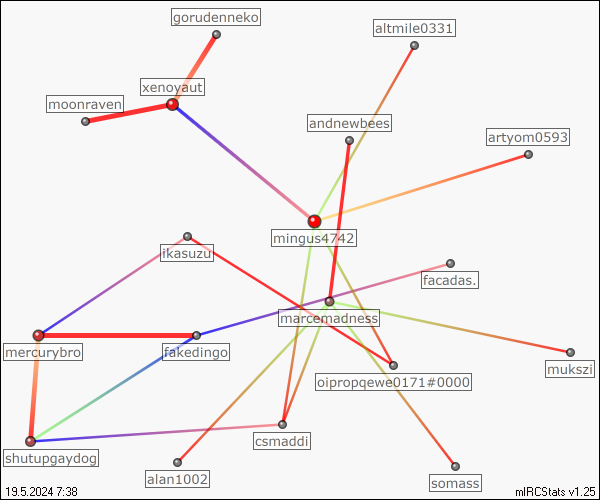 gorudenneko
altmile0331
xenoyaut
moonraven
andnewbees
artyom0593
mingus4742
ikasuzu
facadas.
marcemadness
mercurybro
fakedingo
mukszi
oipropqewe0171#0000
csmaddi
shutupgaydog
alan1002
somass
19.5.2024 7:38
mIRCStats v1.25